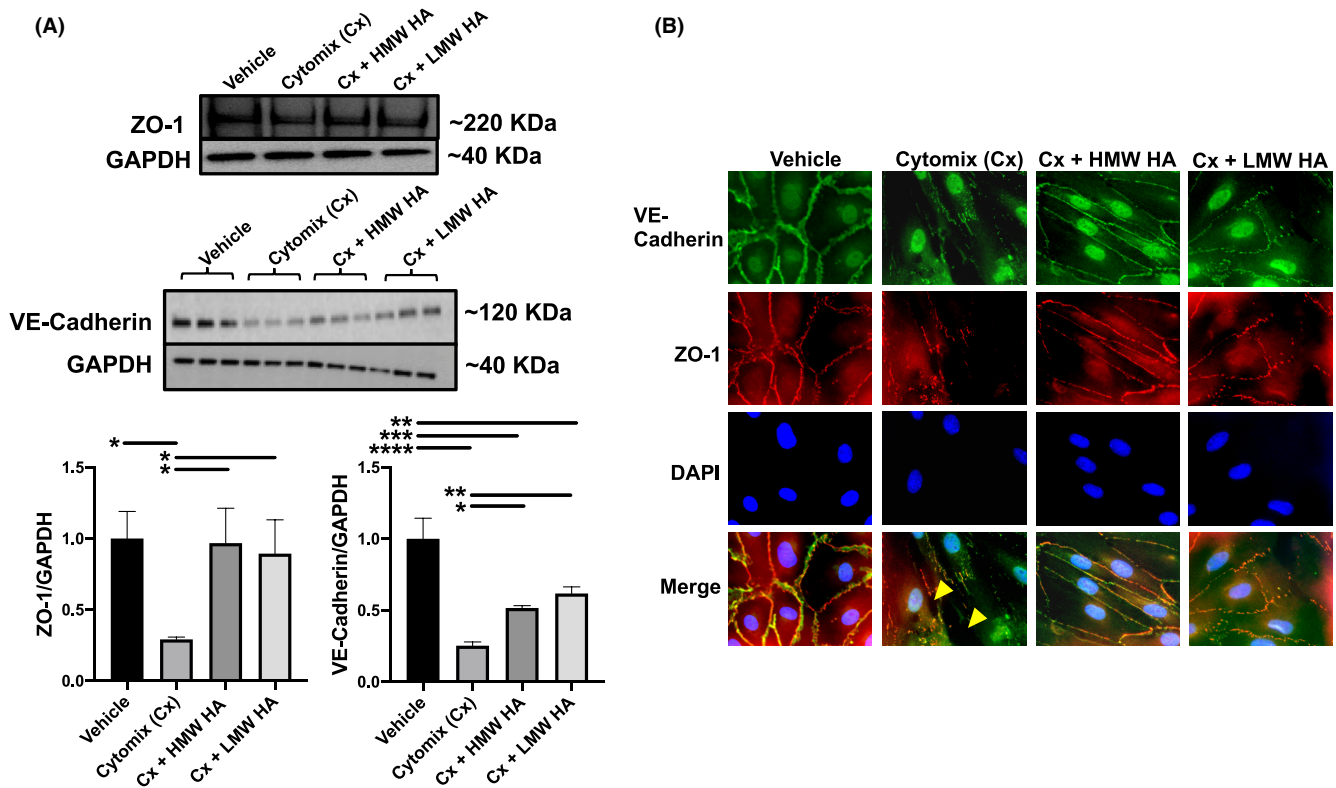 (A)
Vehicle
Cytomix (Cx)
Cx + HMW HA
Cx + LMW HA
ZO-1
~220 KDa
GAPDH
~40 KDa
Vehicle
Cytomix (Cx)
Cx + HMW HA
Cx + LMW HA
VE-Cadherin
~120 KDa
GAPDH
~40 KDa
*
*
*
ZO-1/GAPDH
1.5
1.0
0.5
0.0
Vehicle
Cytomix (Cx)
Cx + HMW HA
Cx + LMW HA
**
***
****
**
*
VE-Cadherin/GAPDH
1.5
1.0
0.5
0.0
Vehicle
Cytomix (Cx)
Cx + HMW HA
Cx + LMW HA
(B)
Vehicle Cytomix (Cx) Cx + HMW HA Cx + LMW HA
VE-
Cadherin
ZO-1
DAPI
Merge